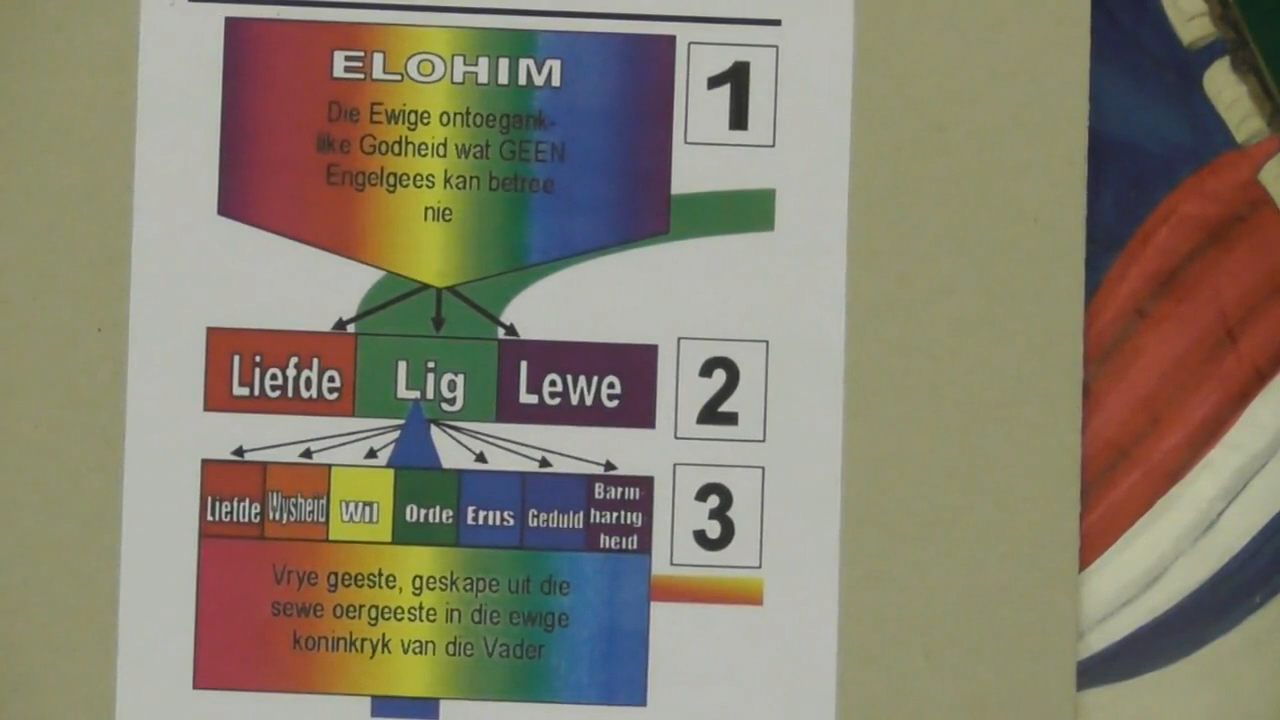 ELOHIM
1
Die Ewige ontoegank-
like Godheid wat GEEN
Engelgees kan betree
nie
Liefde Lig Lewe
2
Liefde Wysheid Wil Orde Erns Geduld Barm-
hartig
heid
3
Vrye geeste, geskape uit die
sewe oergeeste in die ewige
koninkryk van die Vader